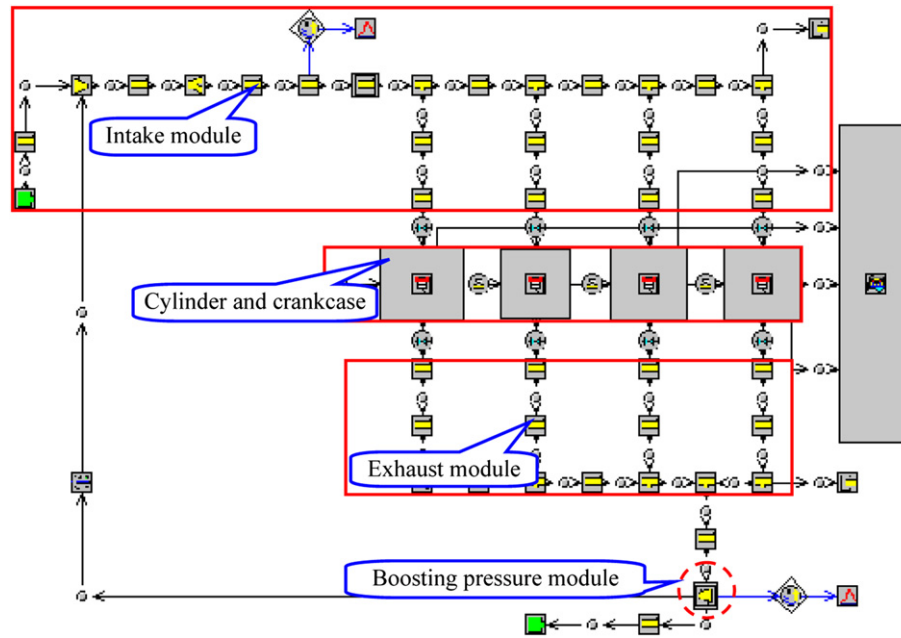 Intake module
Cylinder and crankcase
Exhaust module
Boosting pressure module